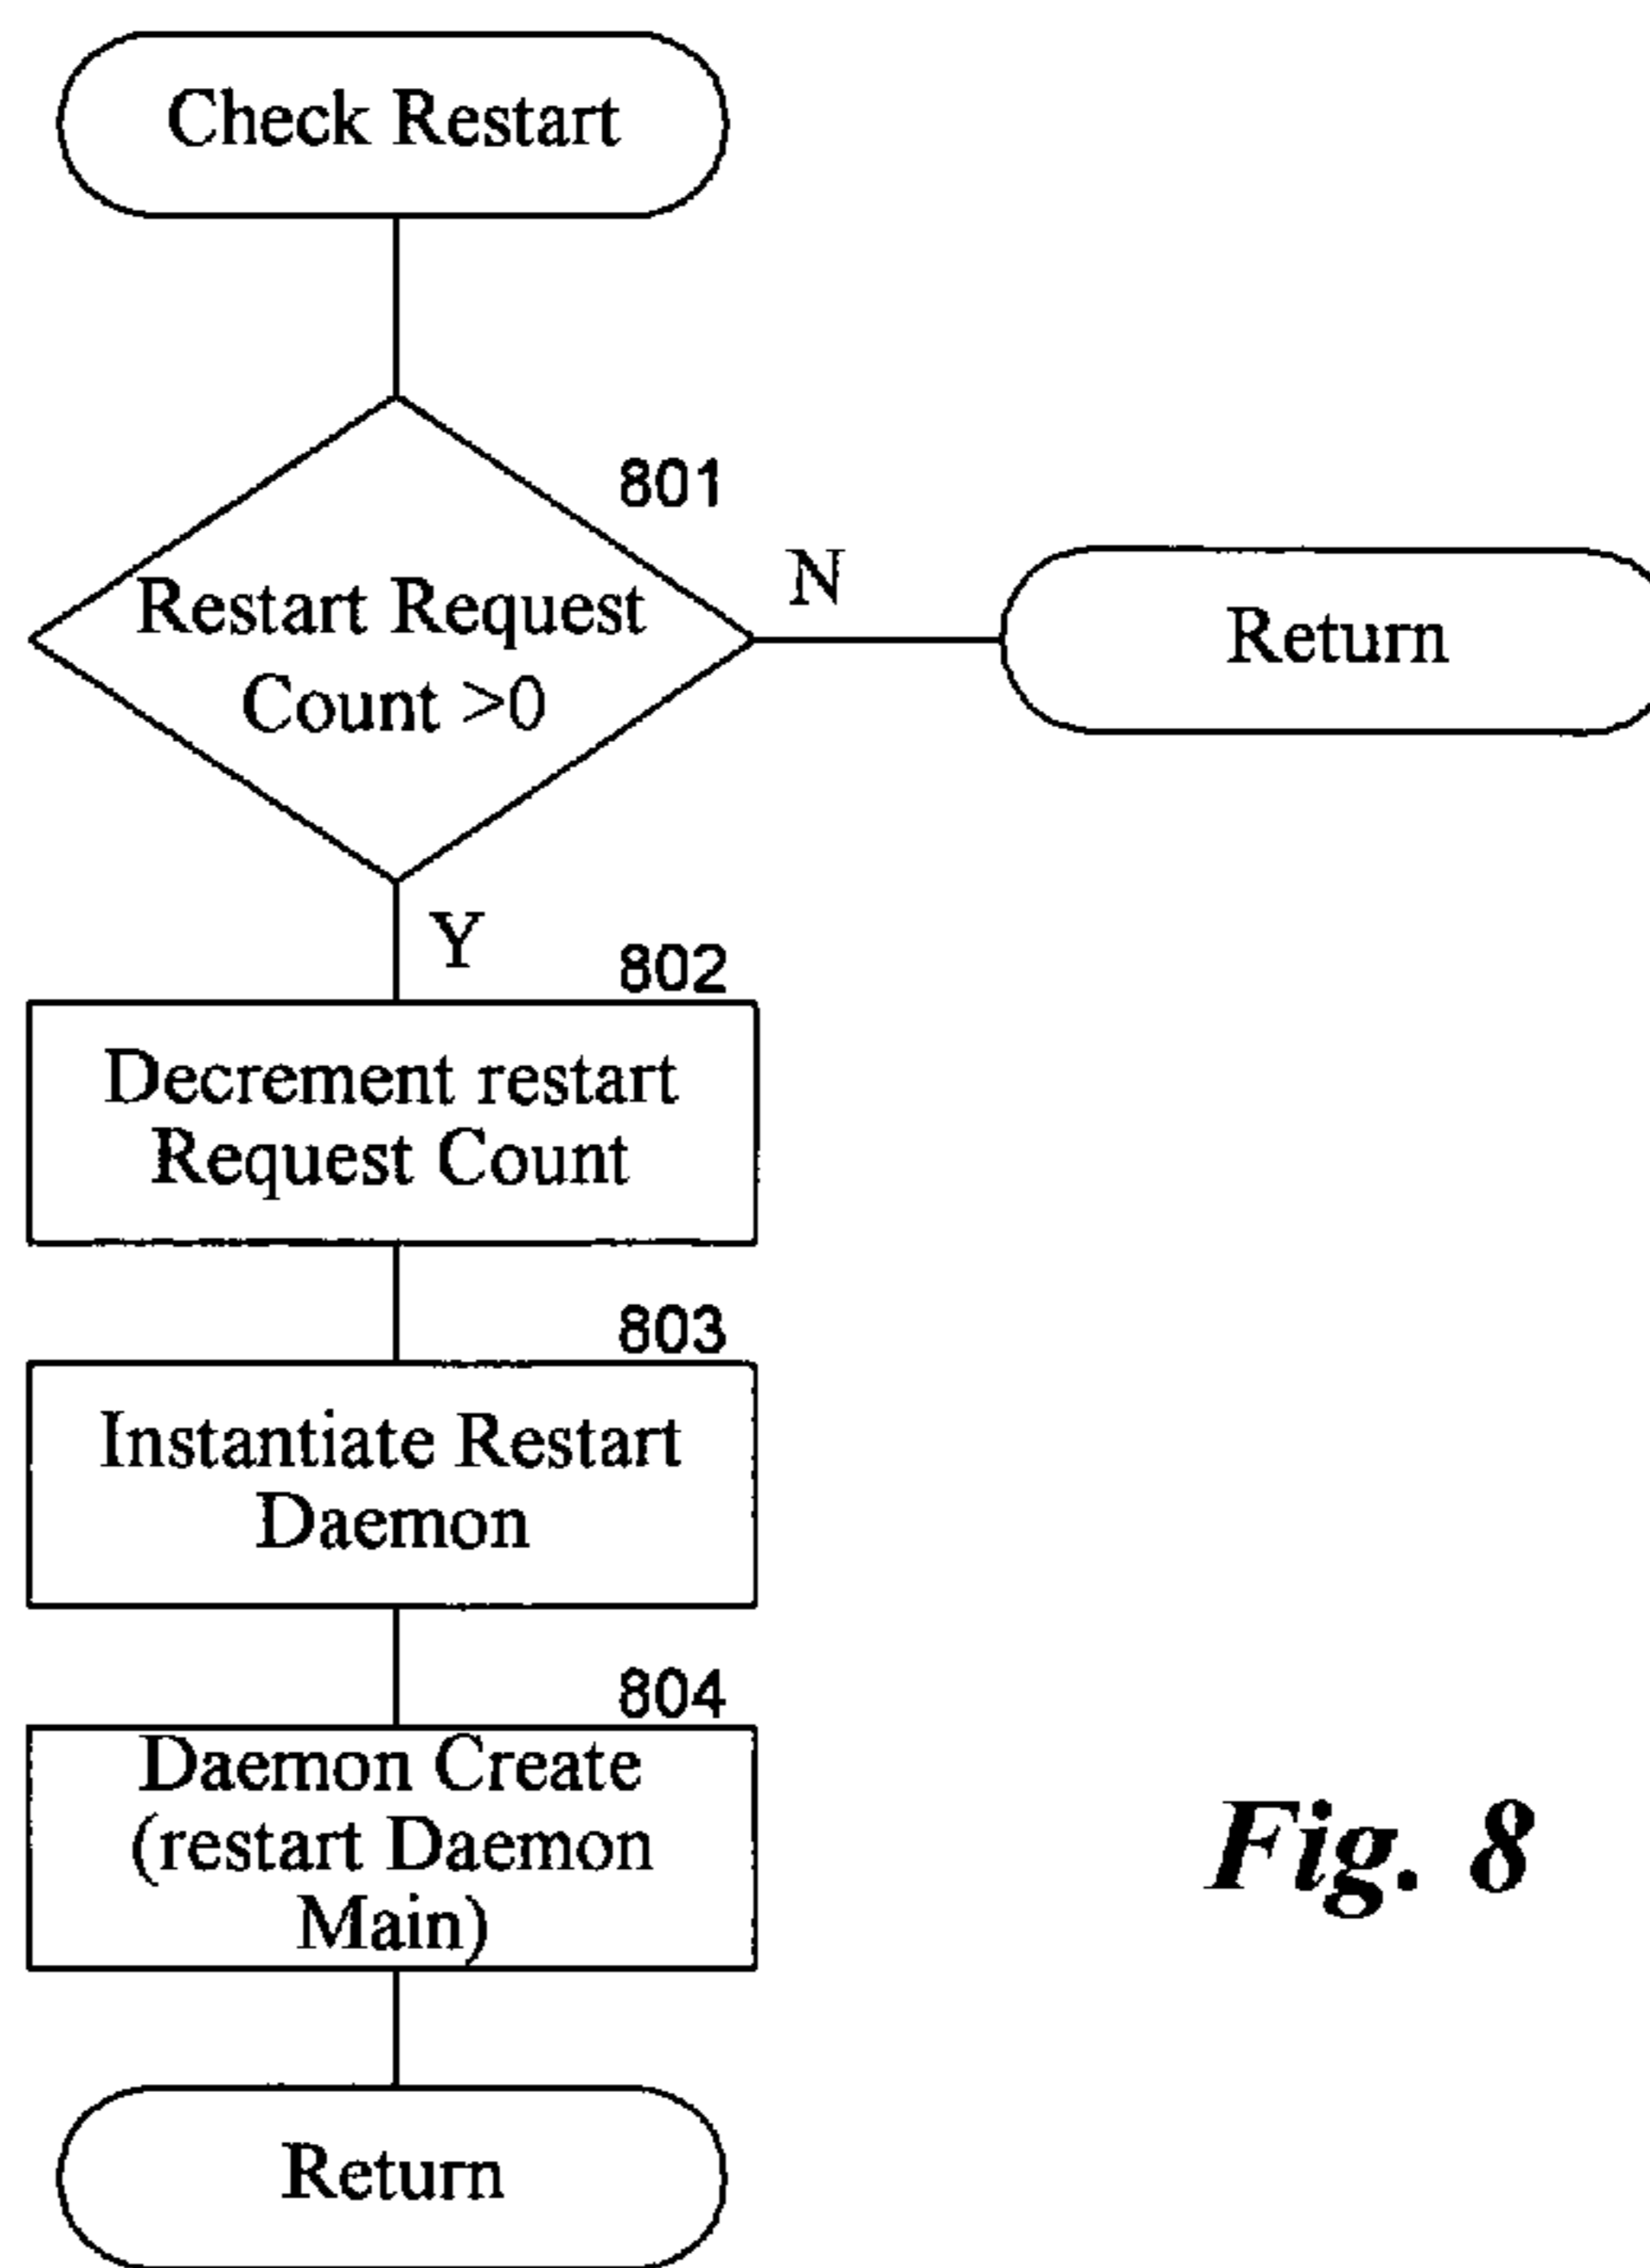 Check Restart
801
Restart Request
Count >0
N
Return
Y
802
Decrement restart
Request Count
803
Instantiate Restart
Daemon
804
Daemon Create
(restart Daemon
Main)
Return
Fig. 8